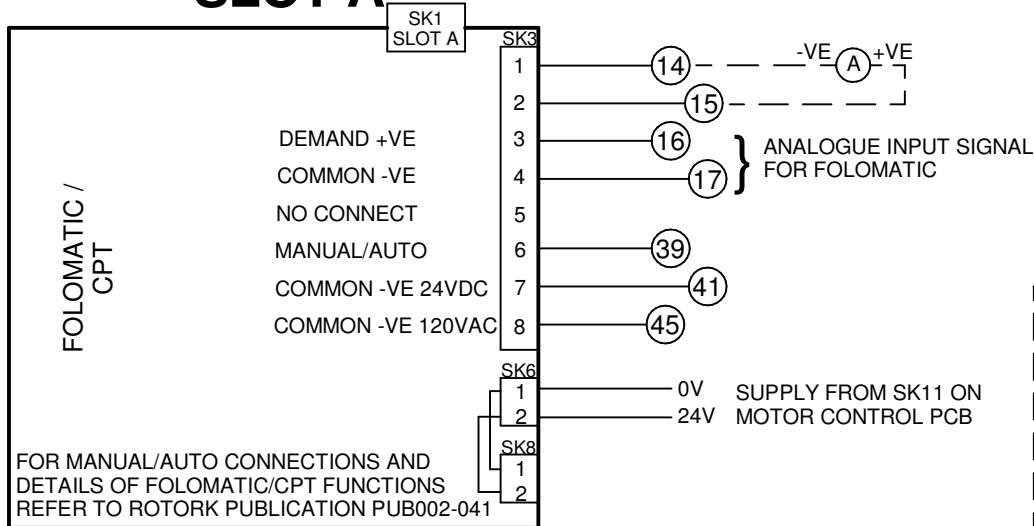 SLOT A
SK1
SLOT A
SK3
1
14
-VE
A
+VE
2
15
DEMAND +VE
3
16
ANALOGUE INPUT SIGNAL
FOR FOLOMATIC
COMMON -VE
4
17
NO CONNECT
5
MANUAL/AUTO
6
39
COMMON -VE 24VDC
7
41
COMMON -VE 120VAC
8
45
FOLOMATIC /
CPT
SK6
1
0V
2
24V
SUPPLY FROM SK11 ON
MOTOR CONTROL PCB
SK8
1
2
FOR MANUAL/AUTO CONNECTIONS AND
DETAILS OF FOLOMATIC/CPT FUNCTIONS
REFER TO ROTORK PUBLICATION PUB002-041